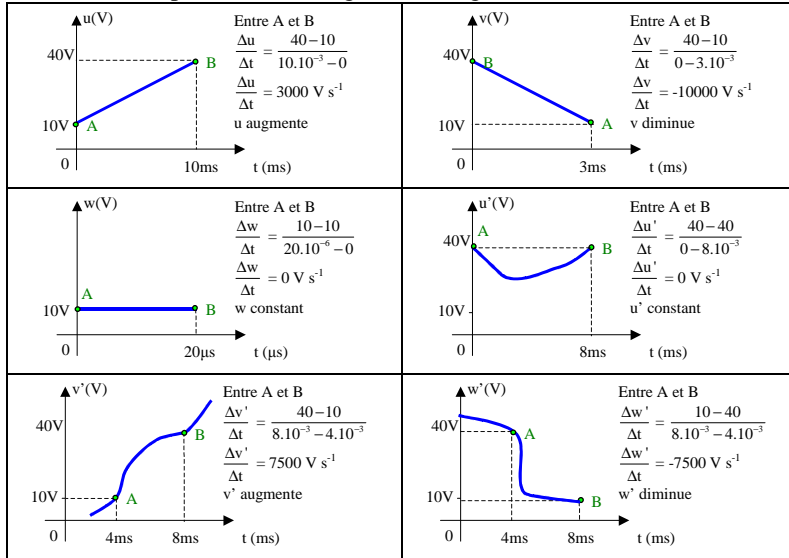 u(V)
40V
10V
A
B
0
10ms
t (ms)
Entre A et B
Δu/Δt = (40−10)/(10.10⁻³−0)
Δu/Δt = 3000 V s⁻¹
u augmente
v(V)
40V
10V
B
A
0
3ms
t (ms)
Entre A et B
Δv/Δt = (40−10)/(0−3.10⁻³)
Δv/Δt = -10000 V s⁻¹
v diminue
w(V)
10V
A
B
0
20µs
t (µs)
Entre A et B
Δw/Δt = (10−10)/(20.10⁻⁶−0)
Δw/Δt = 0 V s⁻¹
w constant
u’(V)
A
40V
B
10V
0
8ms
t (ms)
Entre A et B
Δu'/Δt = (40−40)/(0−8.10⁻³)
Δu'/Δt = 0 V s⁻¹
u’ constant
v’(V)
40V
B
10V
A
0
4ms
8ms
t (ms)
Entre A et B
Δv'/Δt = (40−10)/(8.10⁻³−4.10⁻³)
Δv'/Δt = 7500 V s⁻¹
v’ augmente
w’(V)
40V
A
10V
B
0
4ms
8ms
t (ms)
Entre A et B
Δw'/Δt = (10−40)/(8.10⁻³−4.10⁻³)
Δw'/Δt = -7500 V s⁻¹
w’ diminue